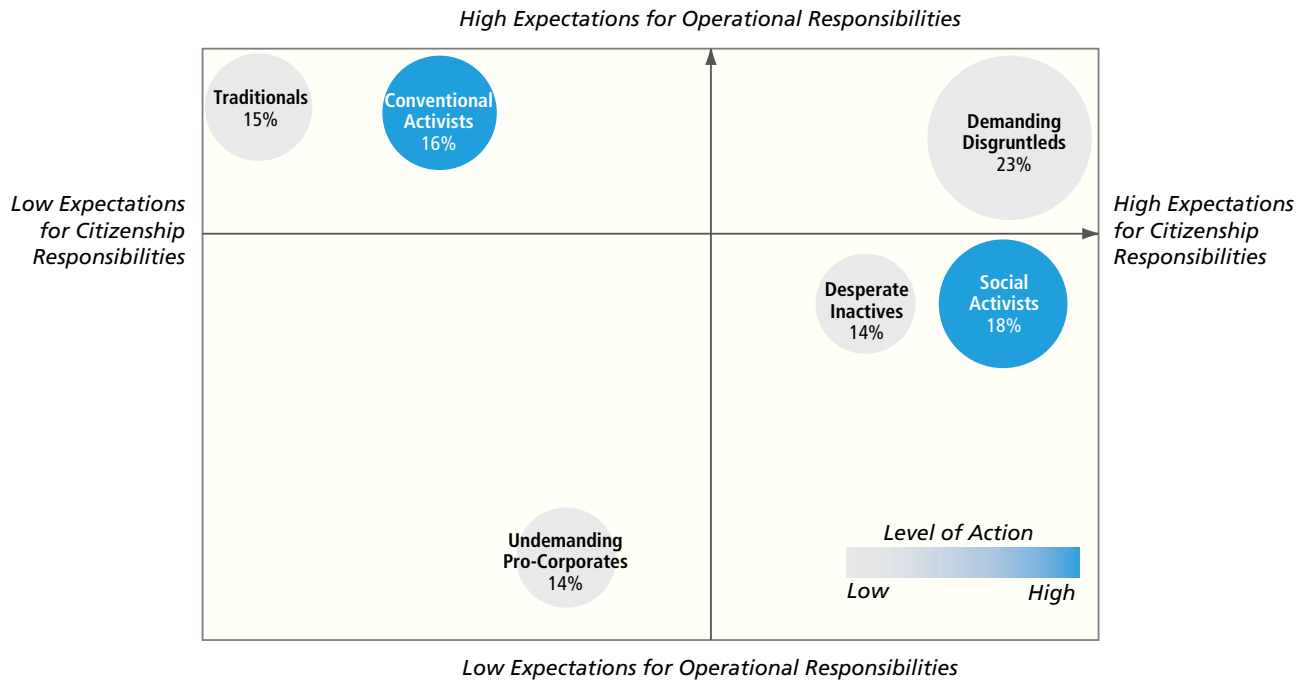 High Expectations for Operational Responsibilities
Traditionals
15%
Conventional
Activists
16%
Demanding
Disgruntleds
23%
Low Expectations
for Citizenship
Responsibilities
High Expectations
for Citizenship
Responsibilities
Desperate
Inactives
14%
Social
Activists
18%
Undemanding
Pro-Corporates
14%
Level of Action
Low
High
Low Expectations for Operational Responsibilities